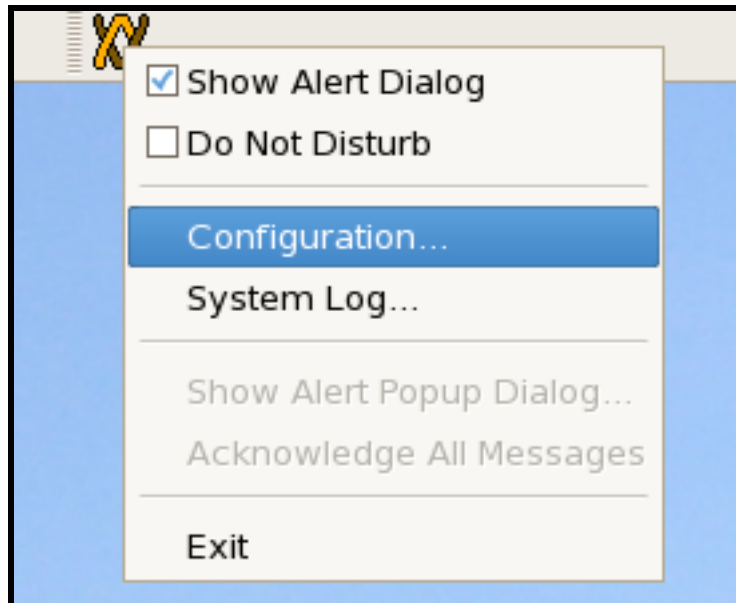 Show Alert Dialog
Do Not Disturb
Configuration...
System Log...
Show Alert Popup Dialog...
Acknowledge All Messages
Exit